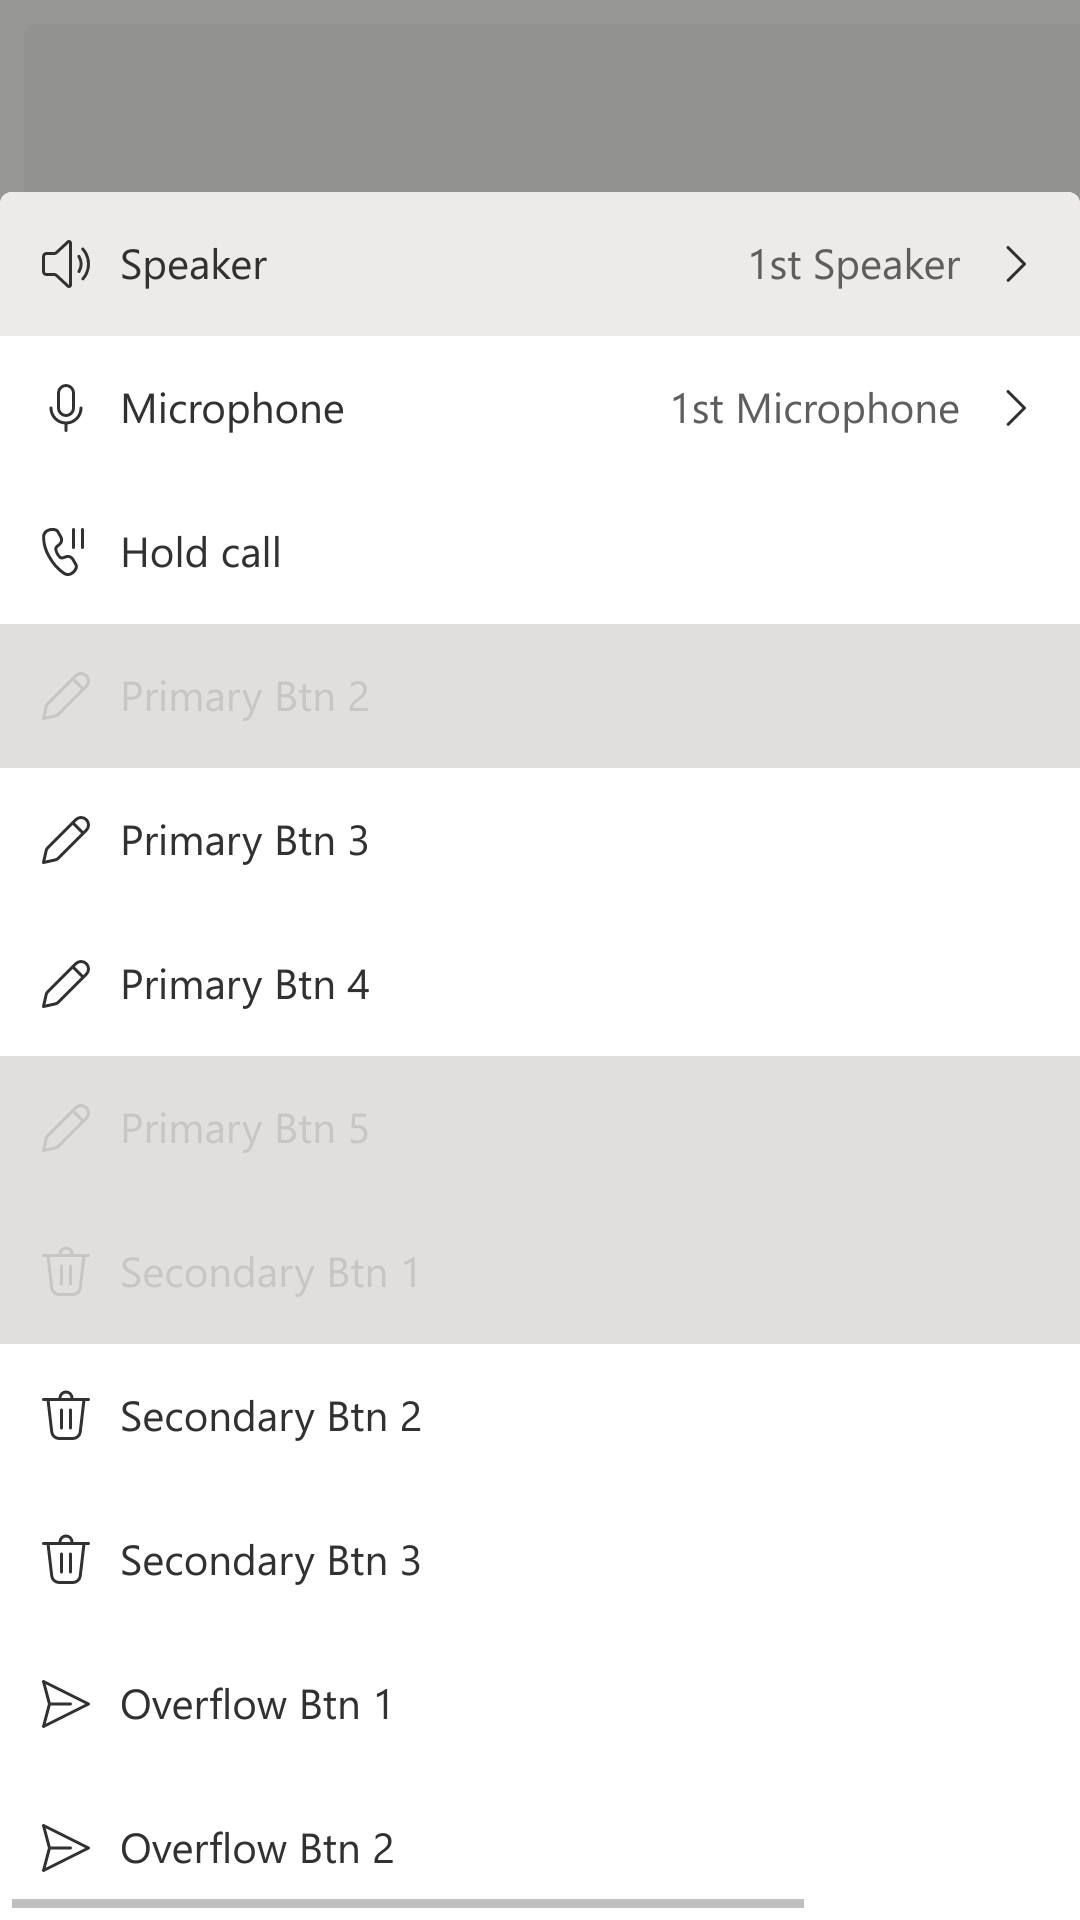 Speaker 1st Speaker
Microphone 1st Microphone
Hold call
Primary Btn 2
Primary Btn 3
Primary Btn 4
Primary Btn 5
Secondary Btn 1
Secondary Btn 2
Secondary Btn 3
Overflow Btn 1
Overflow Btn 2